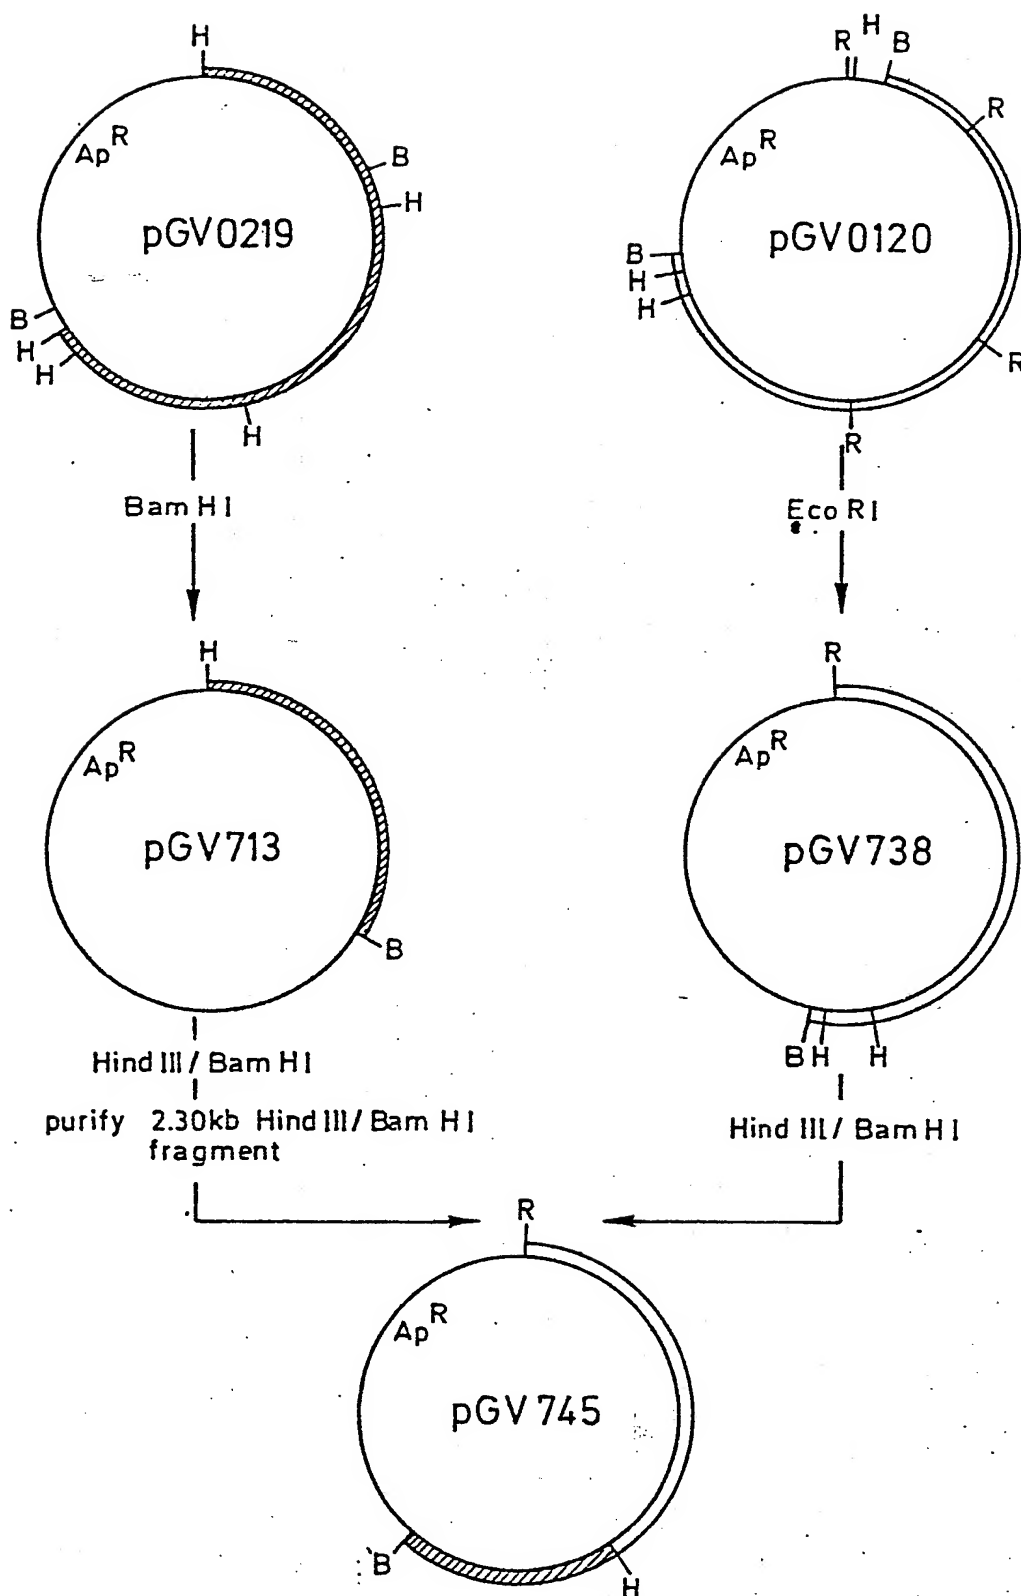 H
Ap^R
B
H
pGV0219
B
H
H
H
Bam HI
R H B
R
Ap^R
pGV0120
B
H
H
R
R
Eco RI
H
Ap^R
pGV713
B
Hind III / Bam HI
purify 2.30kb Hind III / Bam HI
fragment
R
Ap^R
pGV738
B H H
Hind III / Bam HI
R
Ap^R
pGV745
B
H